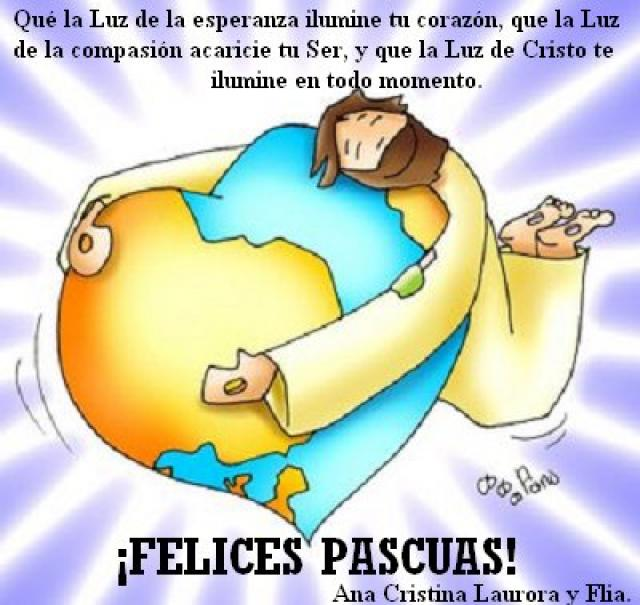 Qué la Luz de la esperanza ilumine tu corazón, que la Luz
de la compasión acaricie tu Ser, y que la Luz de Cristo te
ilumine en todo momento.
¡FELICES PASCUAS!
Ana Cristina Laurora y Flia.